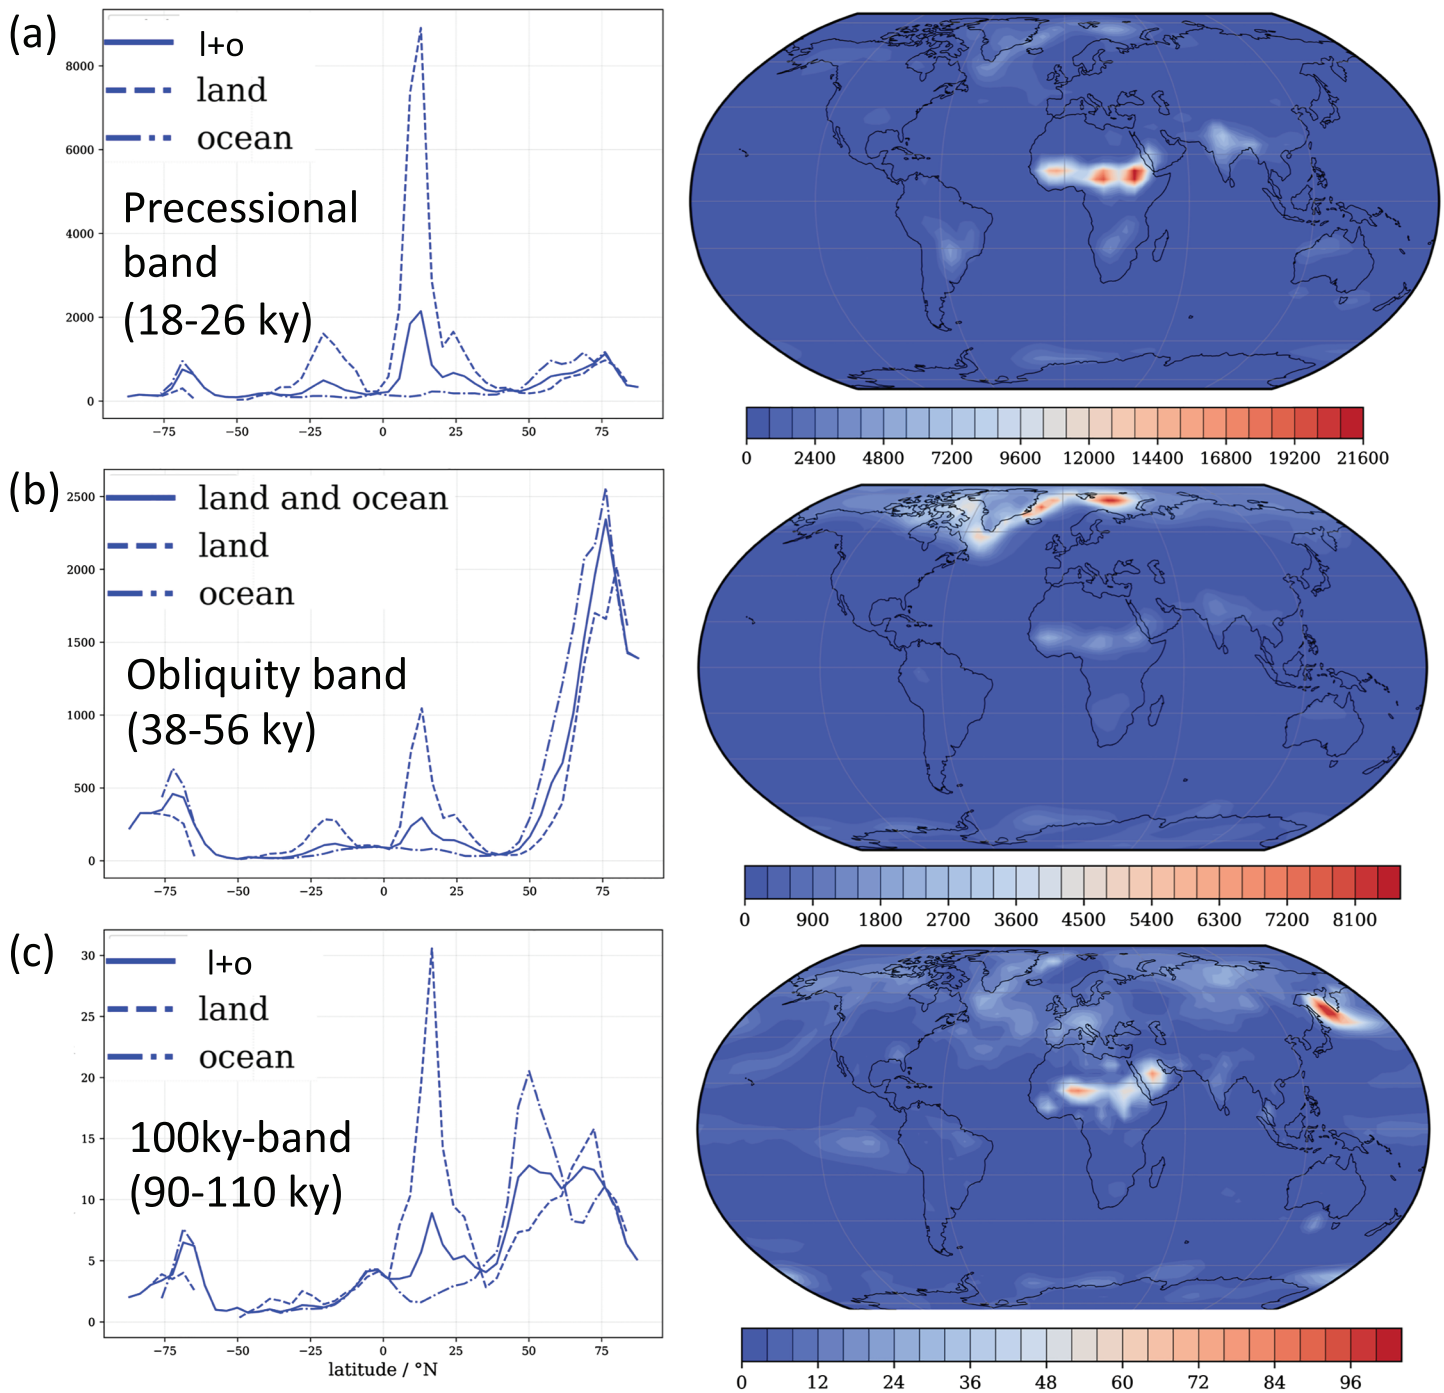 (a)
l+o
land
ocean
Precessional
band
(18-26 ky)
8000
6000
4000
2000
0
−75 −50 −25 0 25 50 75
0 2400 4800 7200 9600 12000 14400 16800 19200 21600
(b)
land and ocean
land
ocean
Obliquity band
(38-56 ky)
2500
2000
1500
1000
500
0
−75 −50 −25 0 25 50 75
0 900 1800 2700 3600 4500 5400 6300 7200 8100
(c)
l+o
land
ocean
100ky-band
(90-110 ky)
30
25
20
15
10
5
0
−75 −50 −25 0 25 50 75
latitude / °N
0 12 24 36 48 60 72 84 96